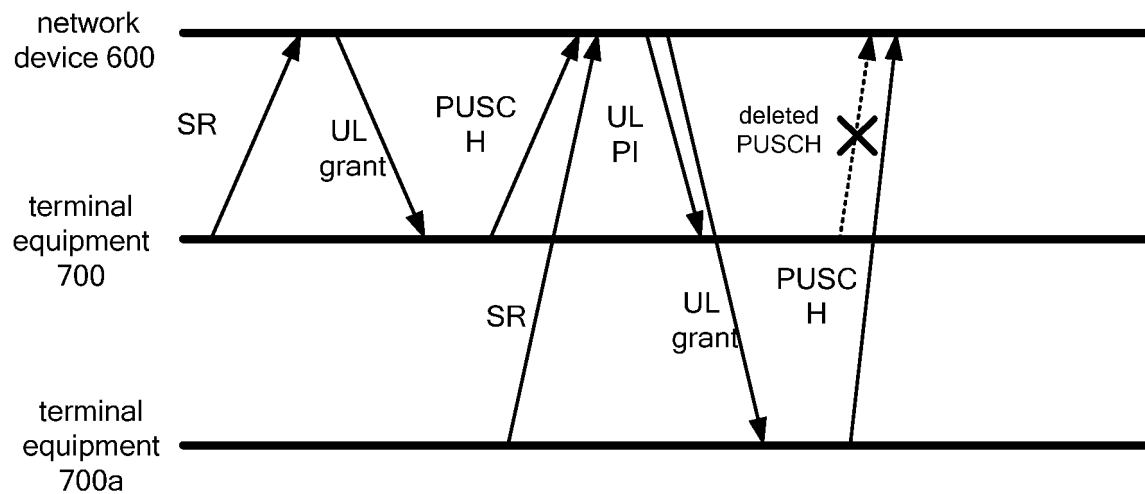 network
device 600
SR
UL
grant
PUSC
H
UL
PI
deleted
PUSCH
terminal
equipment
700
SR
UL
grant
PUSC
H
terminal
equipment
700a